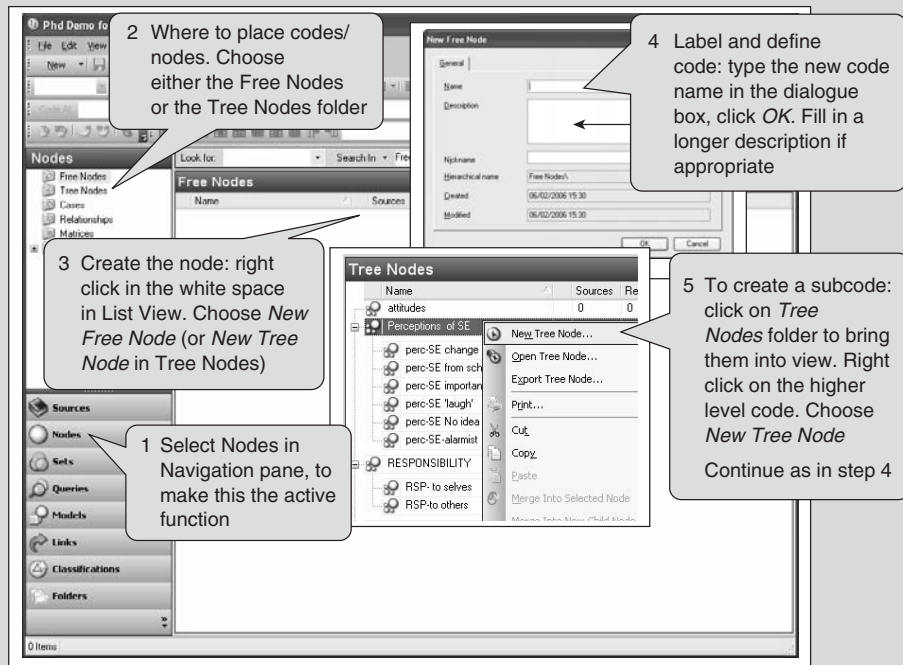 Phd Demo fo
File Edit View
New
Code At
Nodes
Free Nodes
Tree Nodes
Cases
Relationships
Matrices
Look for:
Search In
Free Nodes
Name
Sources
2 Where to place codes/
nodes. Choose
either the Free Nodes
or the Tree Nodes folder
New Free Node
General
Name
Description
Nickname
Hierarchical name
Free Nodes\
Created
06/02/2006 15:30
Modified
06/02/2006 15:30
OK
Cancel
4 Label and define
code: type the new code
name in the dialogue
box, click OK. Fill in a
longer description if
appropriate
3 Create the node: right
click in the white space
in List View. Choose New
Free Node (or New Tree
Node in Tree Nodes)
Tree Nodes
Name Sources Re
attitudes 0 0
Perceptions of SE
perc-SE change
perc-SE from sch
perc-SE importan
perc-SE 'laugh'
perc-SE No idea
perc-SE-alarmist
RESPONSIBILITY
RSP- to selves
RSP-to others
New Tree Node...
Open Tree Node...
Export Tree Node...
Print...
Cut
Copy
Paste
Merge Into Selected Node
Merge Into New Child Node
5 To create a subcode:
click on Tree
Nodes folder to bring
them into view. Right
click on the higher
level code. Choose
New Tree Node
Continue as in step 4
Sources
Nodes
Sets
Queries
Models
Links
Classifications
Folders
1 Select Nodes in
Navigation pane, to
make this the active
function
0 Items